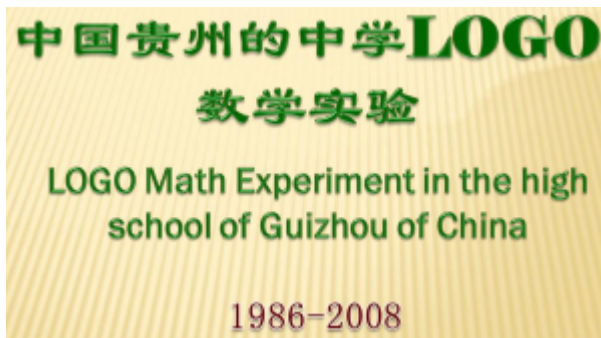 中国贵州的中学LOGO
数学实验
LOGO Math Experiment in the high
school of Guizhou of China
1986-2008